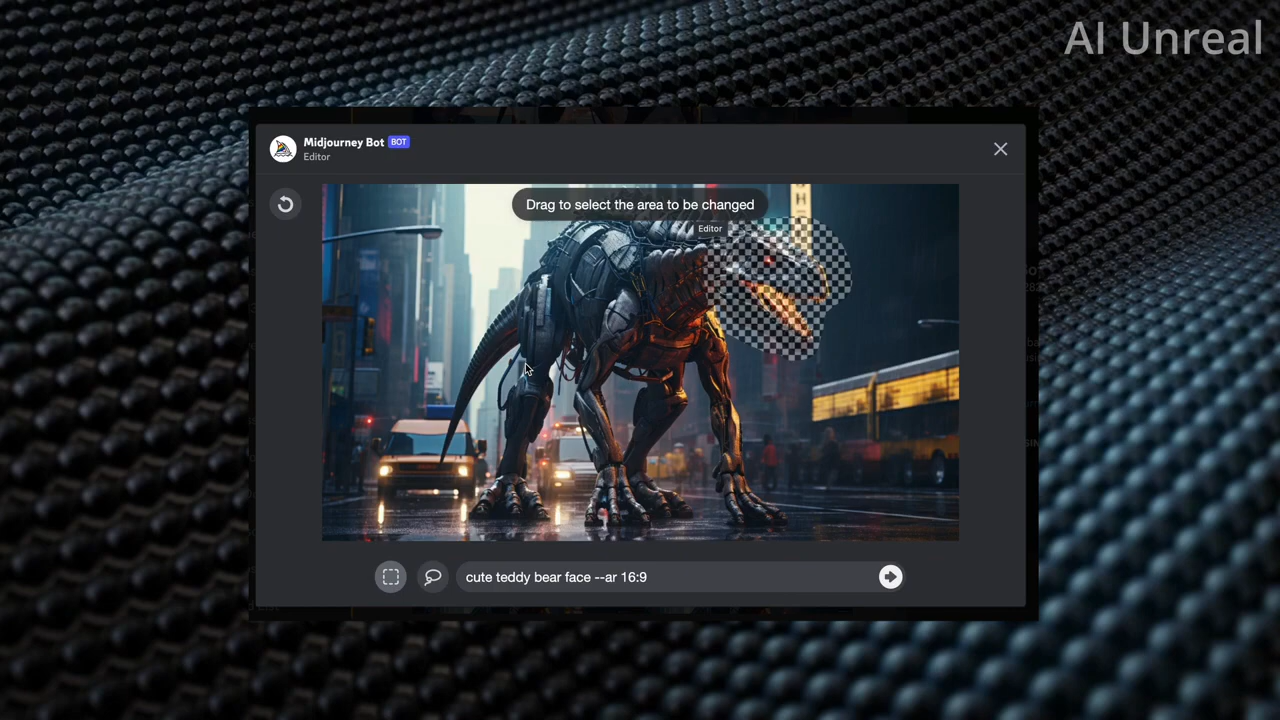 AI Unreal
Midjourney Bot BOT
Editor
Drag to select the area to be changed
Editor
H
cute teddy bear face --ar 16:9